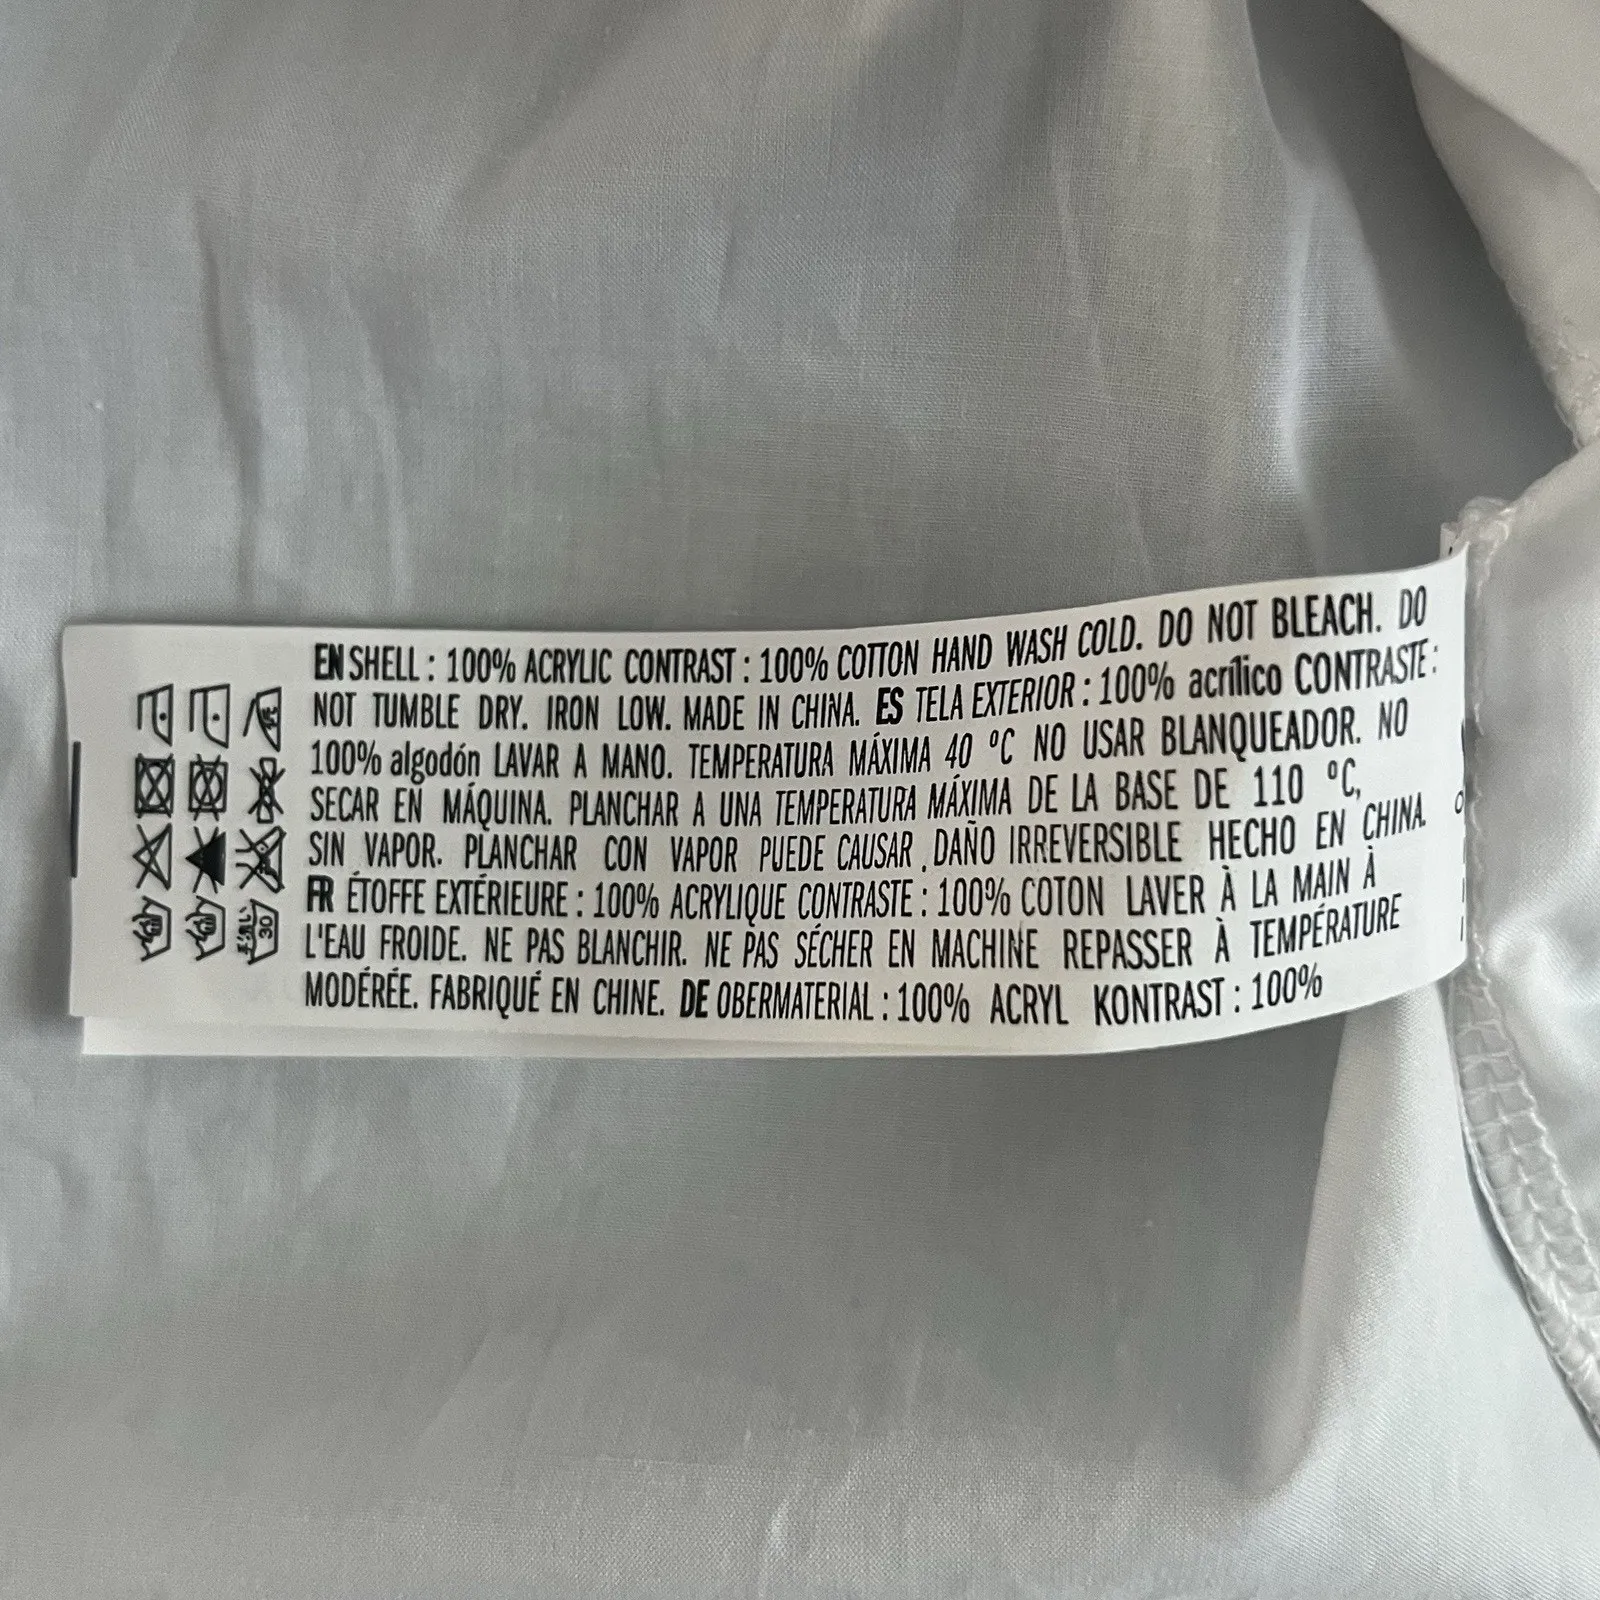 EN SHELL : 100% ACRYLIC CONTRAST : 100% COTTON HAND WASH COLD. DO NOT BLEACH. DO
NOT TUMBLE DRY. IRON LOW. MADE IN CHINA. ES TELA EXTERIOR : 100% acrílico CONTRASTE :
100% algodón LAVAR A MANO. TEMPERATURA MÁXIMA 40 °C NO USAR BLANQUEADOR. NO
SECAR EN MÁQUINA. PLANCHAR A UNA TEMPERATURA MÁXIMA DE LA BASE DE 110 °C,
SIN VAPOR. PLANCHAR CON VAPOR PUEDE CAUSAR DAÑO IRREVERSIBLE HECHO EN CHINA.
FR ÉTOFFE EXTÉRIEURE : 100% ACRYLIQUE CONTRASTE : 100% COTON LAVER À LA MAIN À
L'EAU FROIDE. NE PAS BLANCHIR. NE PAS SÉCHER EN MACHINE REPASSER À TEMPÉRATURE
MODÉRÉE. FABRIQUÉ EN CHINE. DE OBERMATERIAL : 100% ACRYL KONTRAST : 100%
30